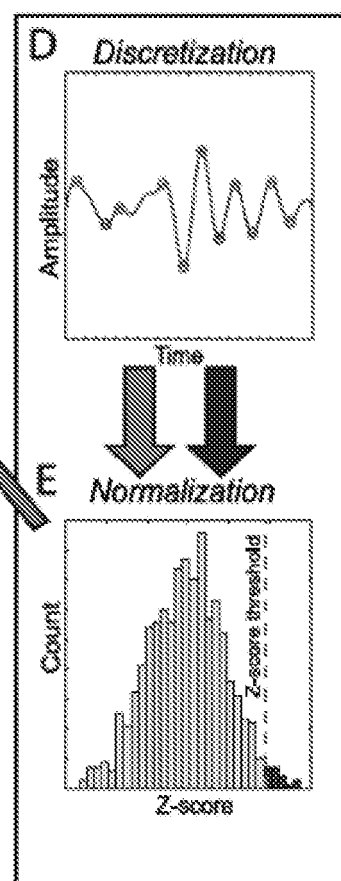 D
Discretization
Amplitude
Time
E
Normalization
Count
Z-score threshold
Z-score